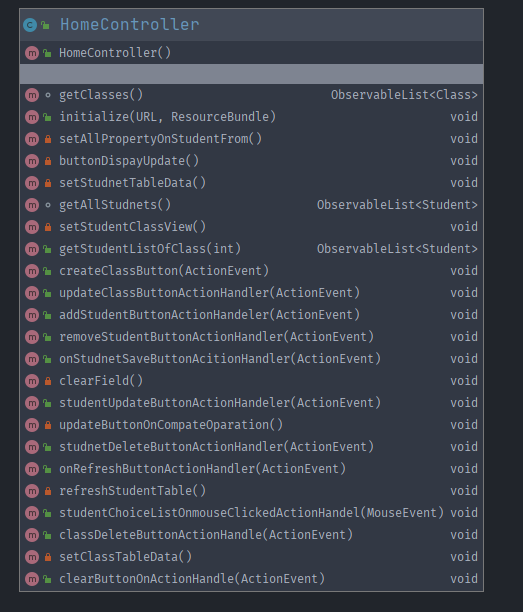 HomeController
HomeController()
getClasses() ObservableList<Class>
initialize(URL, ResourceBundle) void
setAllPropertyOnStudentFrom() void
buttonDispayUpdate() void
setStudnetTableData() void
getAllStudnets() ObservableList<Student>
setStudentClassView() void
getStudentListOfClass(int) ObservableList<Student>
createClassButton(ActionEvent) void
updateClassButtonActionHandler(ActionEvent) void
addStudentButtonActionHandeler(ActionEvent) void
removeStudentButtonActionHandler(ActionEvent) void
onStudnetSaveButtonAcitionHandler(ActionEvent) void
clearField() void
studentUpdateButtonActionHandeler(ActionEvent) void
updateButtonOnCompateOparation() void
studnetDeleteButtonActionHandler(ActionEvent) void
onRefreshButtonActionHandler(ActionEvent) void
refreshStudentTable() void
studentChoiceListOnmouseClickedActionHandel(MouseEvent) void
classDeleteButtonActionHandle(ActionEvent) void
setClassTableData() void
clearButtonOnActionHandle(ActionEvent) void